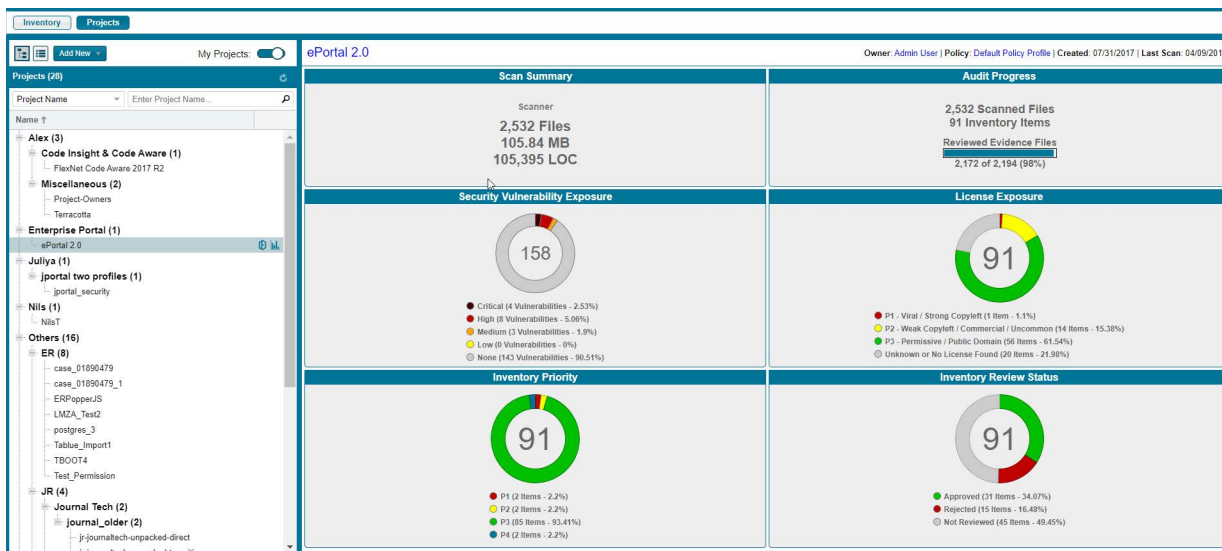 Inventory
Projects
Add New
My Projects:
Projects (28)
Project Name
Enter Project Name...
Name ↑
Alex (3)
Code Insight & Code Aware (1)
FlexNet Code Aware 2017 R2
Miscellaneous (2)
Project-Owners
Terracotta
Enterprise Portal (1)
ePortal 2.0
Juliya (1)
jportal two profiles (1)
jportal_security
Nils (1)
NilsT
Others (16)
ER (8)
case_01890479
case_01890479_1
ERPopperJS
LMZA_Test2
postgres_3
Tablue_Import1
TBOOT4
Test_Permission
JR (4)
Journal Tech (2)
journal_older (2)
jr-journaltech-unpacked-direct
ePortal 2.0
Owner: Admin User | Policy: Default Policy Profile | Created: 07/31/2017 | Last Scan: 04/09/201
Scan Summary
Scanner
2,532 Files
105.84 MB
105,395 LOC
Audit Progress
2,532 Scanned Files
91 Inventory Items
Reviewed Evidence Files
2,172 of 2,194 (98%)
Security Vulnerability Exposure
158
Critical (4 Vulnerabilities - 2.53%)
High (8 Vulnerabilities - 5.06%)
Medium (3 Vulnerabilities - 1.9%)
Low (0 Vulnerabilities - 0%)
None (143 Vulnerabilities - 90.51%)
License Exposure
91
P1 - Viral / Strong Copyleft (1 Item - 1.1%)
P2 - Weak Copyleft / Commercial / Uncommon (14 Items - 15.38%)
P3 - Permissive / Public Domain (56 Items - 61.54%)
Unknown or No License Found (20 Items - 21.98%)
Inventory Priority
91
P1 (2 Items - 2.2%)
P2 (2 Items - 2.2%)
P3 (85 Items - 93.41%)
P4 (2 Items - 2.2%)
Inventory Review Status
91
Approved (31 Items - 34.07%)
Rejected (15 Items - 16.48%)
Not Reviewed (45 Items - 49.45%)